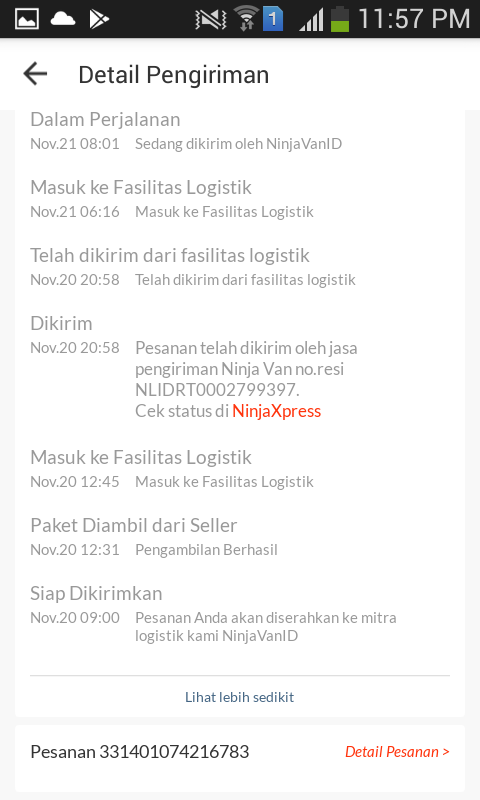 1
11:57 PM
Detail Pengiriman
Dalam Perjalanan
Nov.21 08:01 Sedang dikirim oleh NinjaVanID
Masuk ke Fasilitas Logistik
Nov.21 06:16 Masuk ke Fasilitas Logistik
Telah dikirim dari fasilitas logistik
Nov.20 20:58 Telah dikirim dari fasilitas logistik
Dikirim
Nov.20 20:58 Pesanan telah dikirim oleh jasa
pengiriman Ninja Van no.resi
NLIDRT0002799397.
Cek status di NinjaXpress
Masuk ke Fasilitas Logistik
Nov.20 12:45 Masuk ke Fasilitas Logistik
Paket Diambil dari Seller
Nov.20 12:31 Pengambilan Berhasil
Siap Dikirimkan
Nov.20 09:00 Pesanan Anda akan diserahkan ke mitra
logistik kami NinjaVanID
Lihat lebih sedikit
Pesanan 331401074216783 Detail Pesanan >